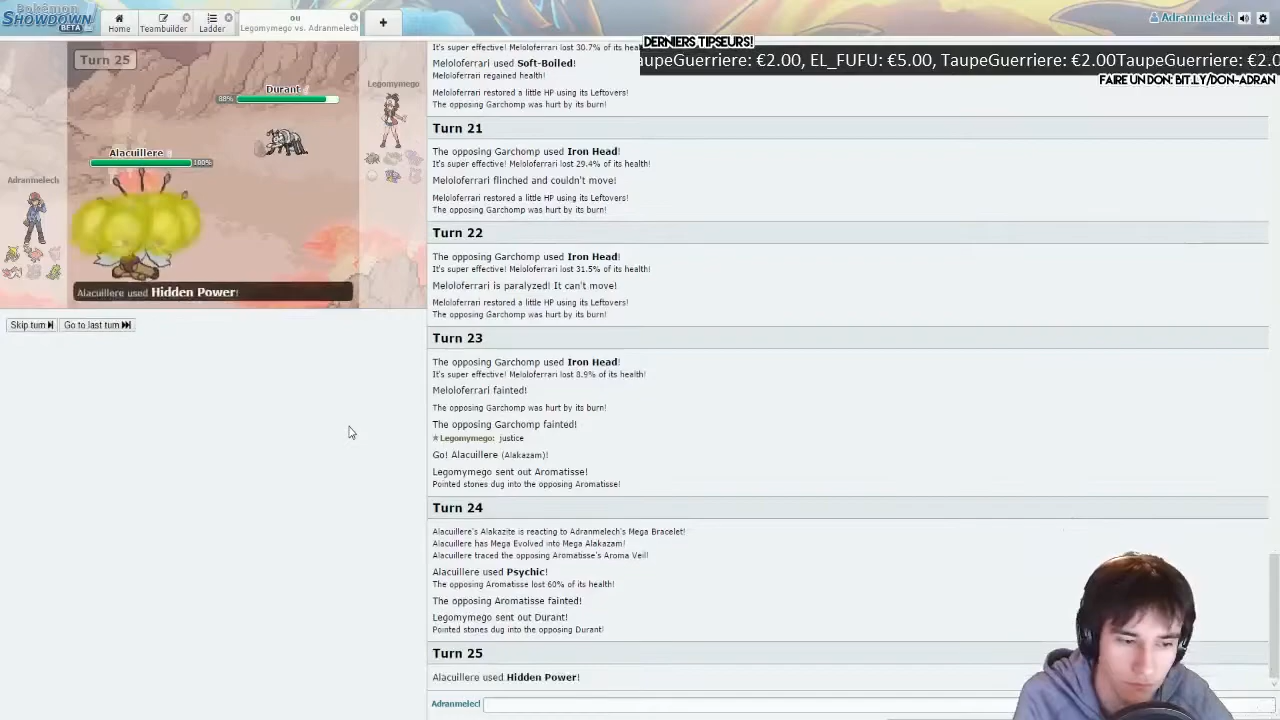 Pokémon
SHOWDOWN
BETA
Home
Teambuilder
Ladder
ou
Legomymego vs. Adranmelech
Adranmelech
DERNIERS TIPSEURS!
aupeGuerriere: €2.00, EL_FUFU: €5.00, TaupeGuerriere: €2.00TaupeGuerriere: €2.0
FAIRE UN DON: BIT.LY/DON-ADRAN
Turn 25
Durant
88%
Legomymego
Alacuillere
100%
Adranmelech
Alacuillere used Hidden Power!
Skip turn
Go to last turn
It's super effective! Meloloferrari lost 30.7% of its health!
Meloloferrari used Soft-Boiled!
Meloloferrari regained health!
Meloloferrari restored a little HP using its Leftovers!
The opposing Garchomp was hurt by its burn!
Turn 21
The opposing Garchomp used Iron Head!
It's super effective! Meloloferrari lost 29.4% of its health!
Meloloferrari flinched and couldn't move!
Meloloferrari restored a little HP using its Leftovers!
The opposing Garchomp was hurt by its burn!
Turn 22
The opposing Garchomp used Iron Head!
It's super effective! Meloloferrari lost 31.5% of its health!
Meloloferrari is paralyzed! It can't move!
Meloloferrari restored a little HP using its Leftovers!
The opposing Garchomp was hurt by its burn!
Turn 23
The opposing Garchomp used Iron Head!
It's super effective! Meloloferrari lost 8.9% of its health!
Meloloferrari fainted!
The opposing Garchomp was hurt by its burn!
The opposing Garchomp fainted!
★Legomymego: justice
Go! Alacuillere (Alakazam)!
Legomymego sent out Aromatisse!
Pointed stones dug into the opposing Aromatisse!
Turn 24
Alacuillere's Alakazite is reacting to Adranmelech's Mega Bracelet!
Alacuillere has Mega Evolved into Mega Alakazam!
Alacuillere traced the opposing Aromatisse's Aroma Veil!
Alacuillere used Psychic!
The opposing Aromatisse lost 60% of its health!
The opposing Aromatisse fainted!
Legomymego sent out Durant!
Pointed stones dug into the opposing Durant!
Turn 25
Alacuillere used Hidden Power!
Adranmelecl